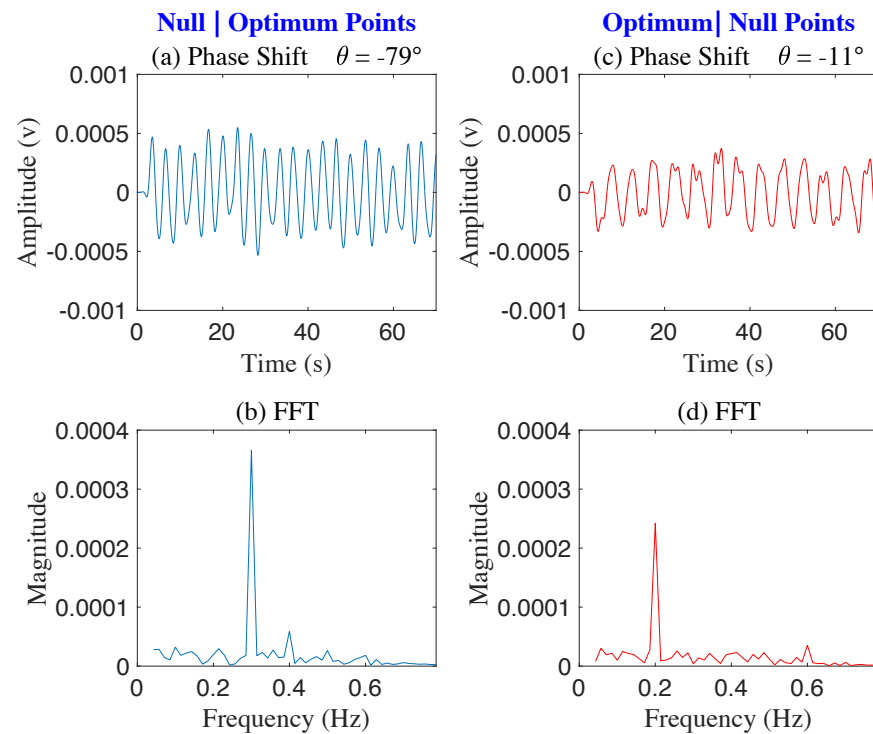 Null | Optimum Points
(a) Phase Shift θ = -79°
0.001
0.0005
0
-0.0005
-0.001
Amplitude (v)
0 20 40 60
Time (s)
Optimum| Null Points
(c) Phase Shift θ = -11°
0.001
0.0005
0
-0.0005
-0.001
Amplitude (v)
0 20 40 60
Time (s)
(b) FFT
0.0004
0.0003
0.0002
0.0001
0
Magnitude
0 0.2 0.4 0.6
Frequency (Hz)
(d) FFT
0.0004
0.0003
0.0002
0.0001
0
Magnitude
0 0.2 0.4 0.6
Frequency (Hz)